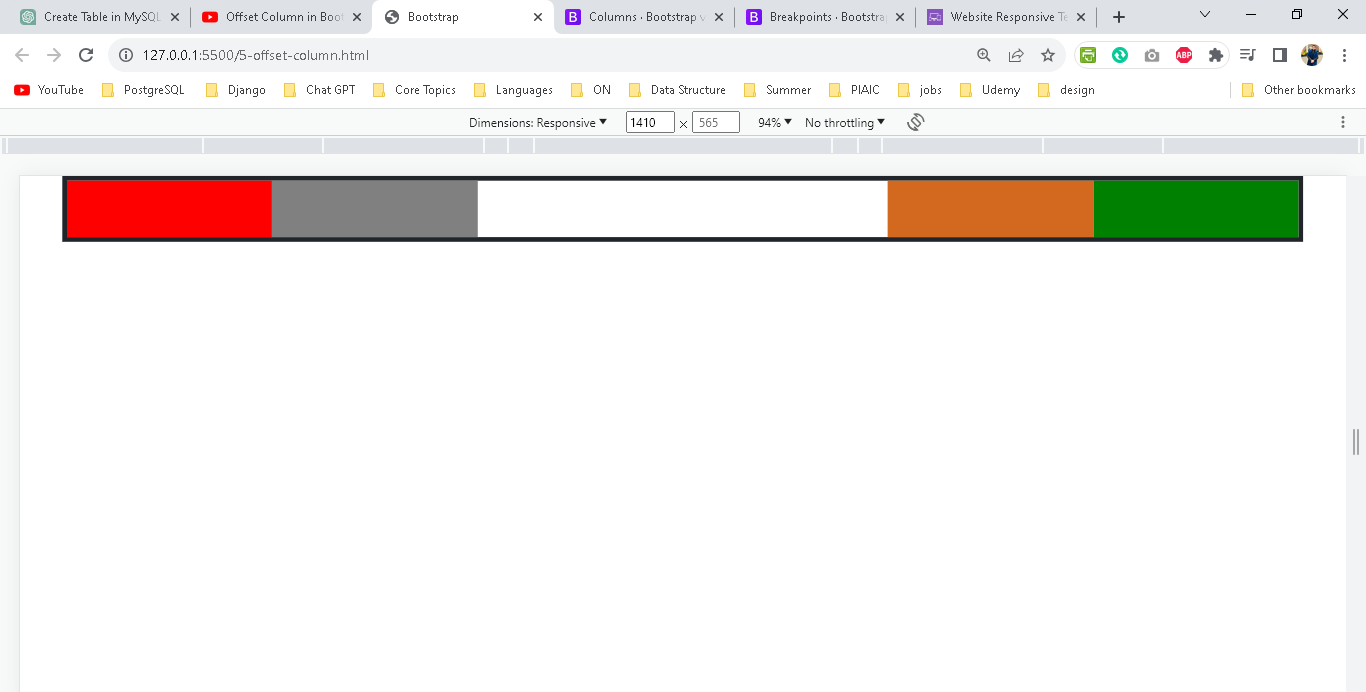 Create Table in MySQL Offset Column in Boot Bootstrap Columns · Bootstrap v Breakpoints · Bootstra Website Responsive Te
127.0.0.1:5500/5-offset-column.html ABP
YouTube PostgreSQL Django Chat GPT Core Topics Languages ON Data Structure Summer PIAIC jobs Udemy design Other bookmarks
Dimensions: Responsive 1410 × 565 94% No throttling